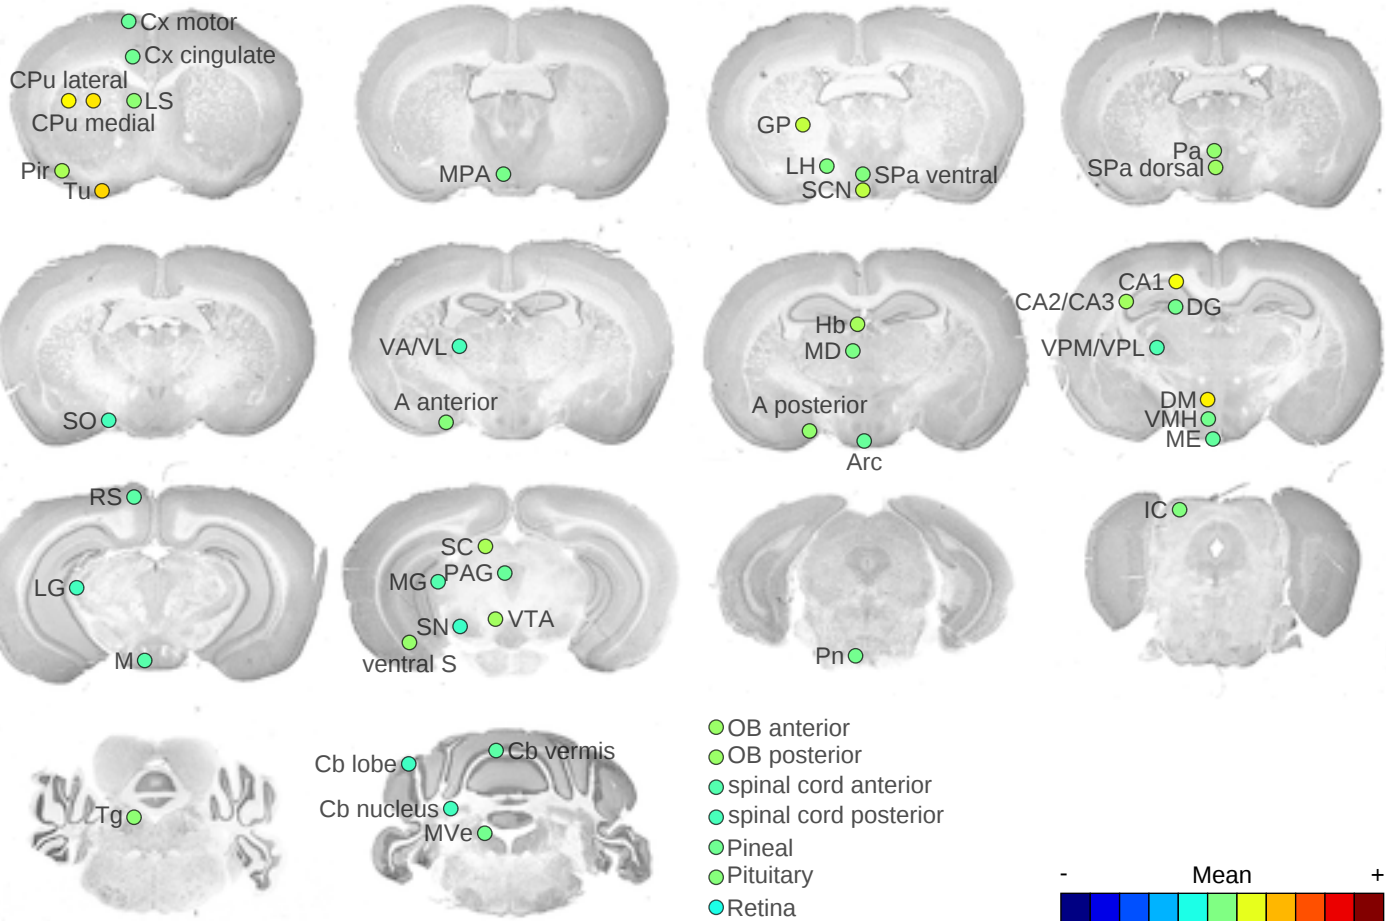 Cx motor
Cx cingulate
CPu lateral
LS
CPu medial
Pir
Tu
MPA
GP
LH
SPa ventral
SCN
Pa
SPa dorsal
SO
VA/VL
A anterior
Hb
MD
A posterior
Arc
CA1
CA2/CA3
DG
VPM/VPL
DM
VMH
ME
RS
LG
M
SC
PAG
MG
VTA
SN
ventral S
Pn
IC
Tg
Cb vermis
Cb lobe
Cb nucleus
MVe
OB anterior
OB posterior
spinal cord anterior
spinal cord posterior
Pineal
Pituitary
Retina
- Mean +